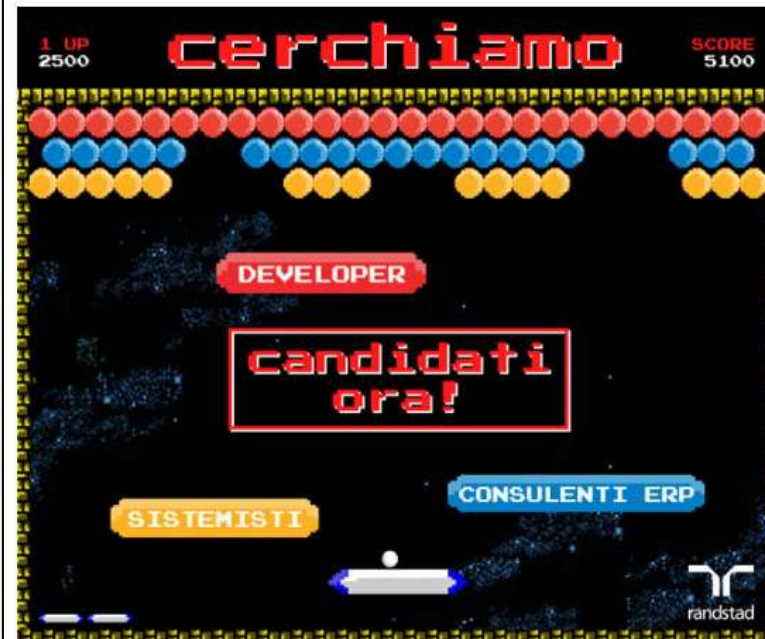 1 UP
2500
cerchiamo
SCORE
5100
DEVELOPER
candidati
ora!
CONSULENTI ERP
SISTEMISTI
randstad